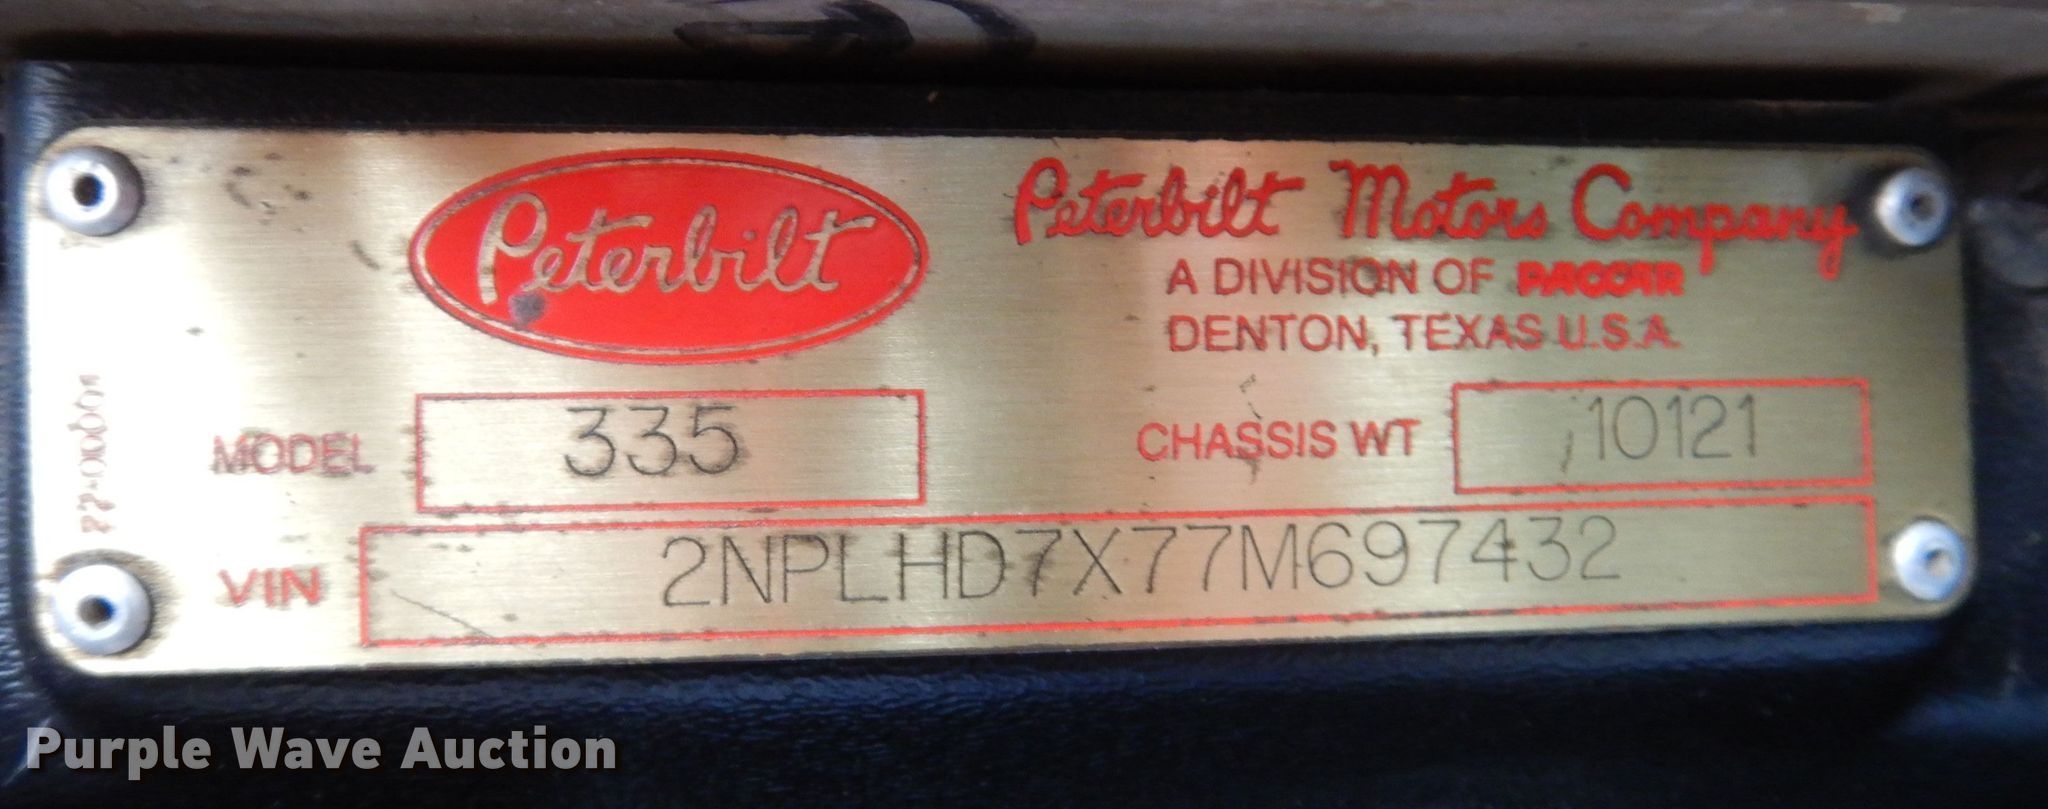 Peterbilt
Peterbilt Motors Company
A DIVISION OF PACCAR
DENTON, TEXAS U.S.A.
MODEL 335
CHASSIS WT 10121
VIN 2NPLHD7X77M697432
Purple Wave Auction